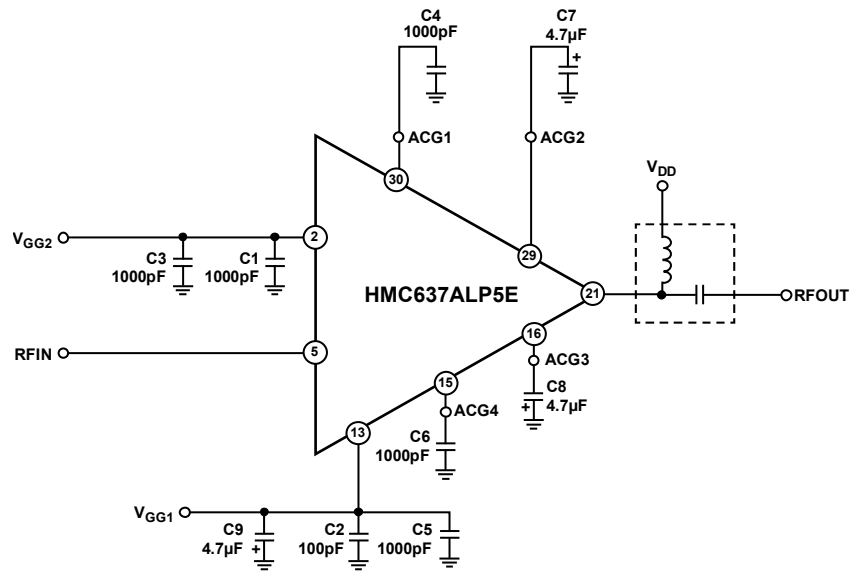 C4
1000pF
C7
4.7µF
+
ACG1
ACG2
30
VDD
VGG2
2
C3
1000pF
C1
1000pF
29
HMC637ALP5E
21
RFOUT
16
RFIN
5
ACG3
15
C8
4.7µF
+
ACG4
13
C6
1000pF
VGG1
C9
4.7µF
+
C2
100pF
C5
1000pF